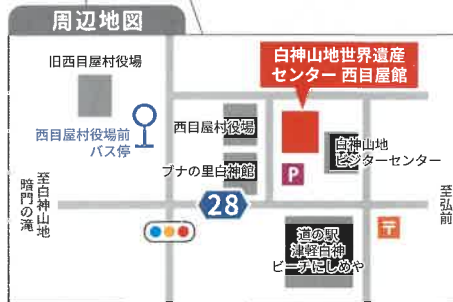 周辺地図
旧西目屋村役場
白神山地世界遺産
センター 西目屋館
西目屋村役場前
バス停
西目屋村役場
白神山地
ビジターセンター
ブナの里白神館
P
至白神山地
暗門の滝
28
至弘前
道の駅
津軽白神
ビーチにしめや
〒